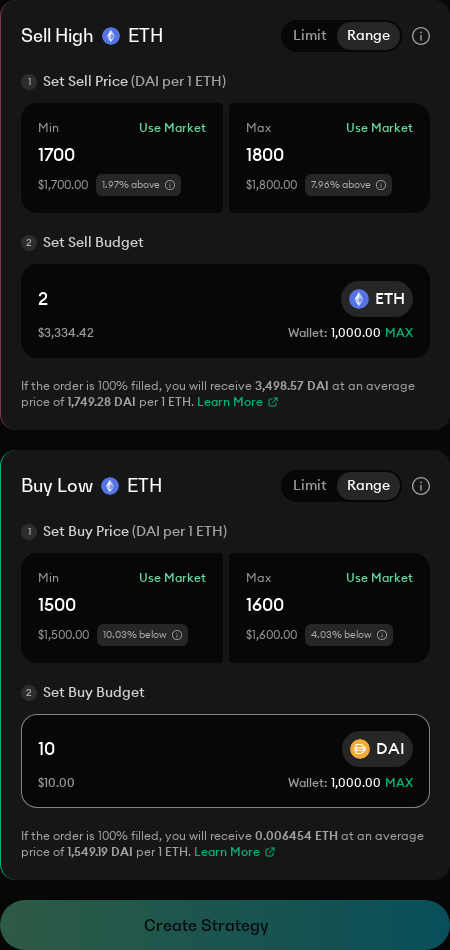 Sell High ETH Limit Range
1 Set Sell Price (DAI per 1 ETH)
Min Use Market Max Use Market
1700 1800
$1,700.00 1.97% above $1,800.00 7.96% above
2 Set Sell Budget
2 ETH
$3,334.42 Wallet: 1,000.00 MAX
If the order is 100% filled, you will receive 3,498.57 DAI at an average
price of 1,749.28 DAI per 1 ETH. Learn More
Buy Low ETH Limit Range
1 Set Buy Price (DAI per 1 ETH)
Min Use Market Max Use Market
1500 1600
$1,500.00 10.03% below $1,600.00 4.03% below
2 Set Buy Budget
10 DAI
$10.00 Wallet: 1,000.00 MAX
If the order is 100% filled, you will receive 0.006454 ETH at an average
price of 1,549.19 DAI per 1 ETH. Learn More
Create Strategy